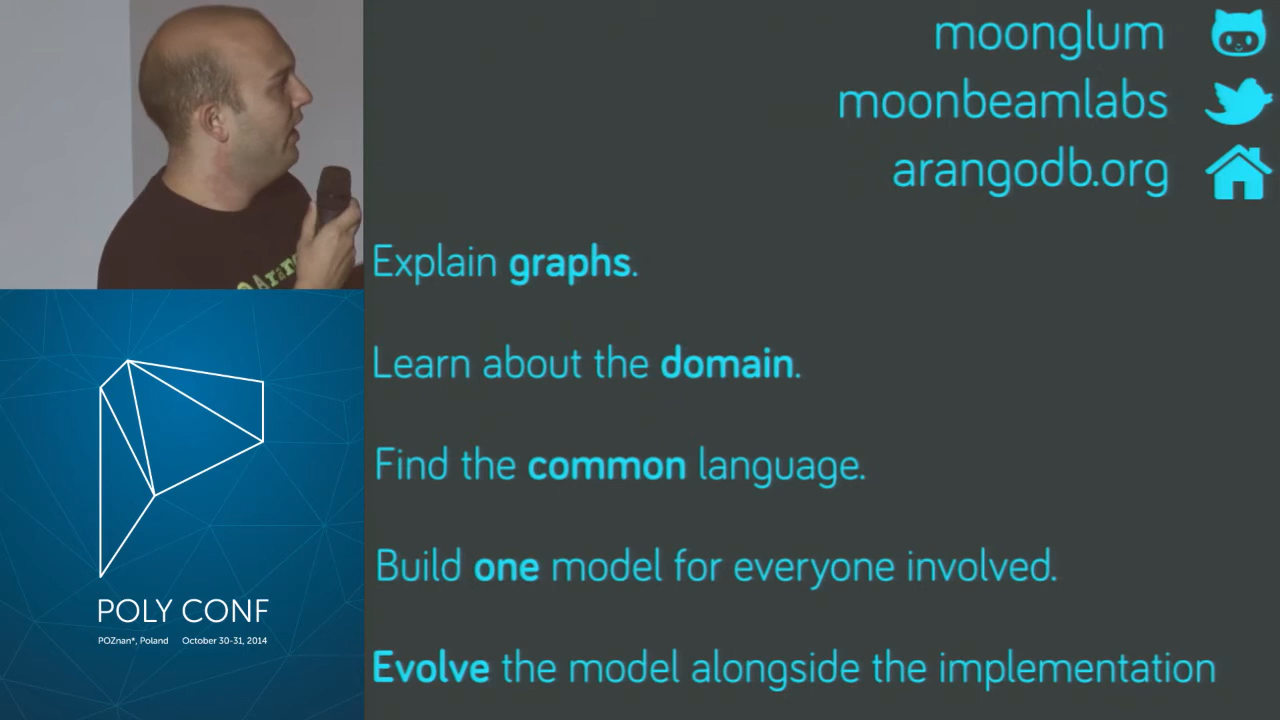 moonglum
moonbeamlabs
arangodb.org
Explain graphs.
Learn about the domain.
Find the common language.
Build one model for everyone involved.
Evolve the model alongside the implementation
POLY CONF
POZnan*, Poland October 30-31, 2014